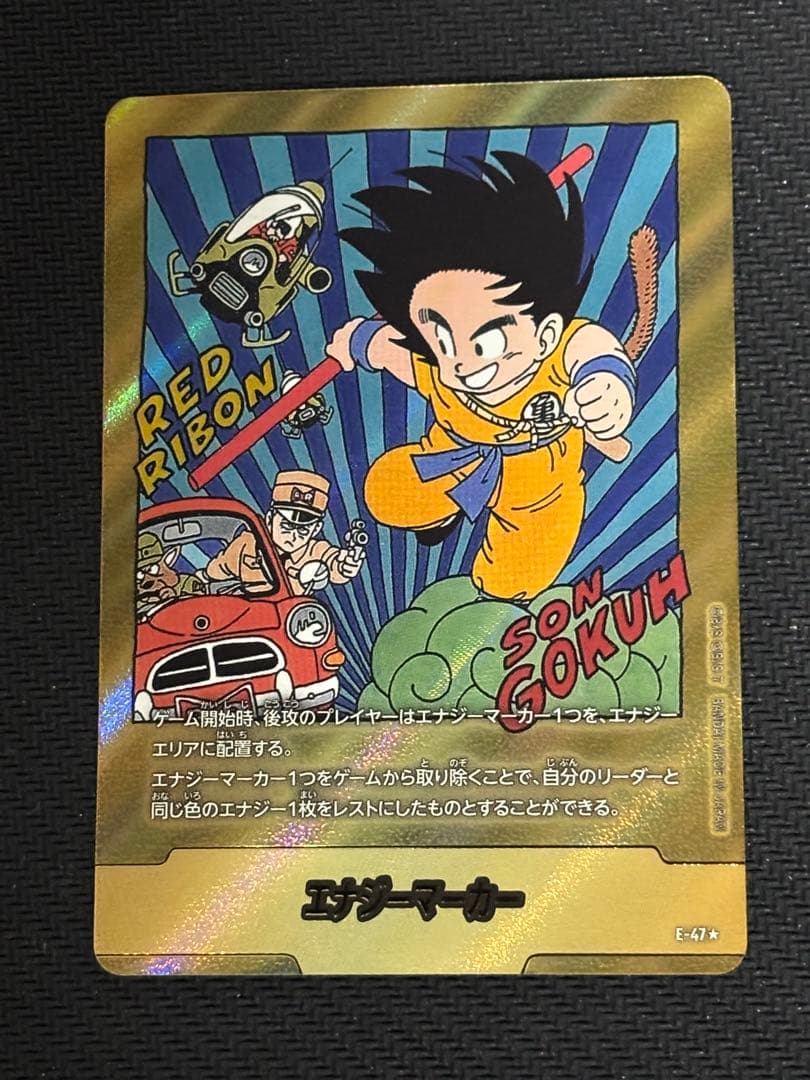 RED
RIBON
亀
SON
GOKUH
ゲーム開始時、後攻のプレイヤーはエナジーマーカー1つを、エナジー
エリアに配置する。
エナジーマーカー1つをゲームから取り除くことで、自分のリーダーと
同じ色のエナジー1枚をレストにしたものとすることができる。
エナジーマーカー
E-47★